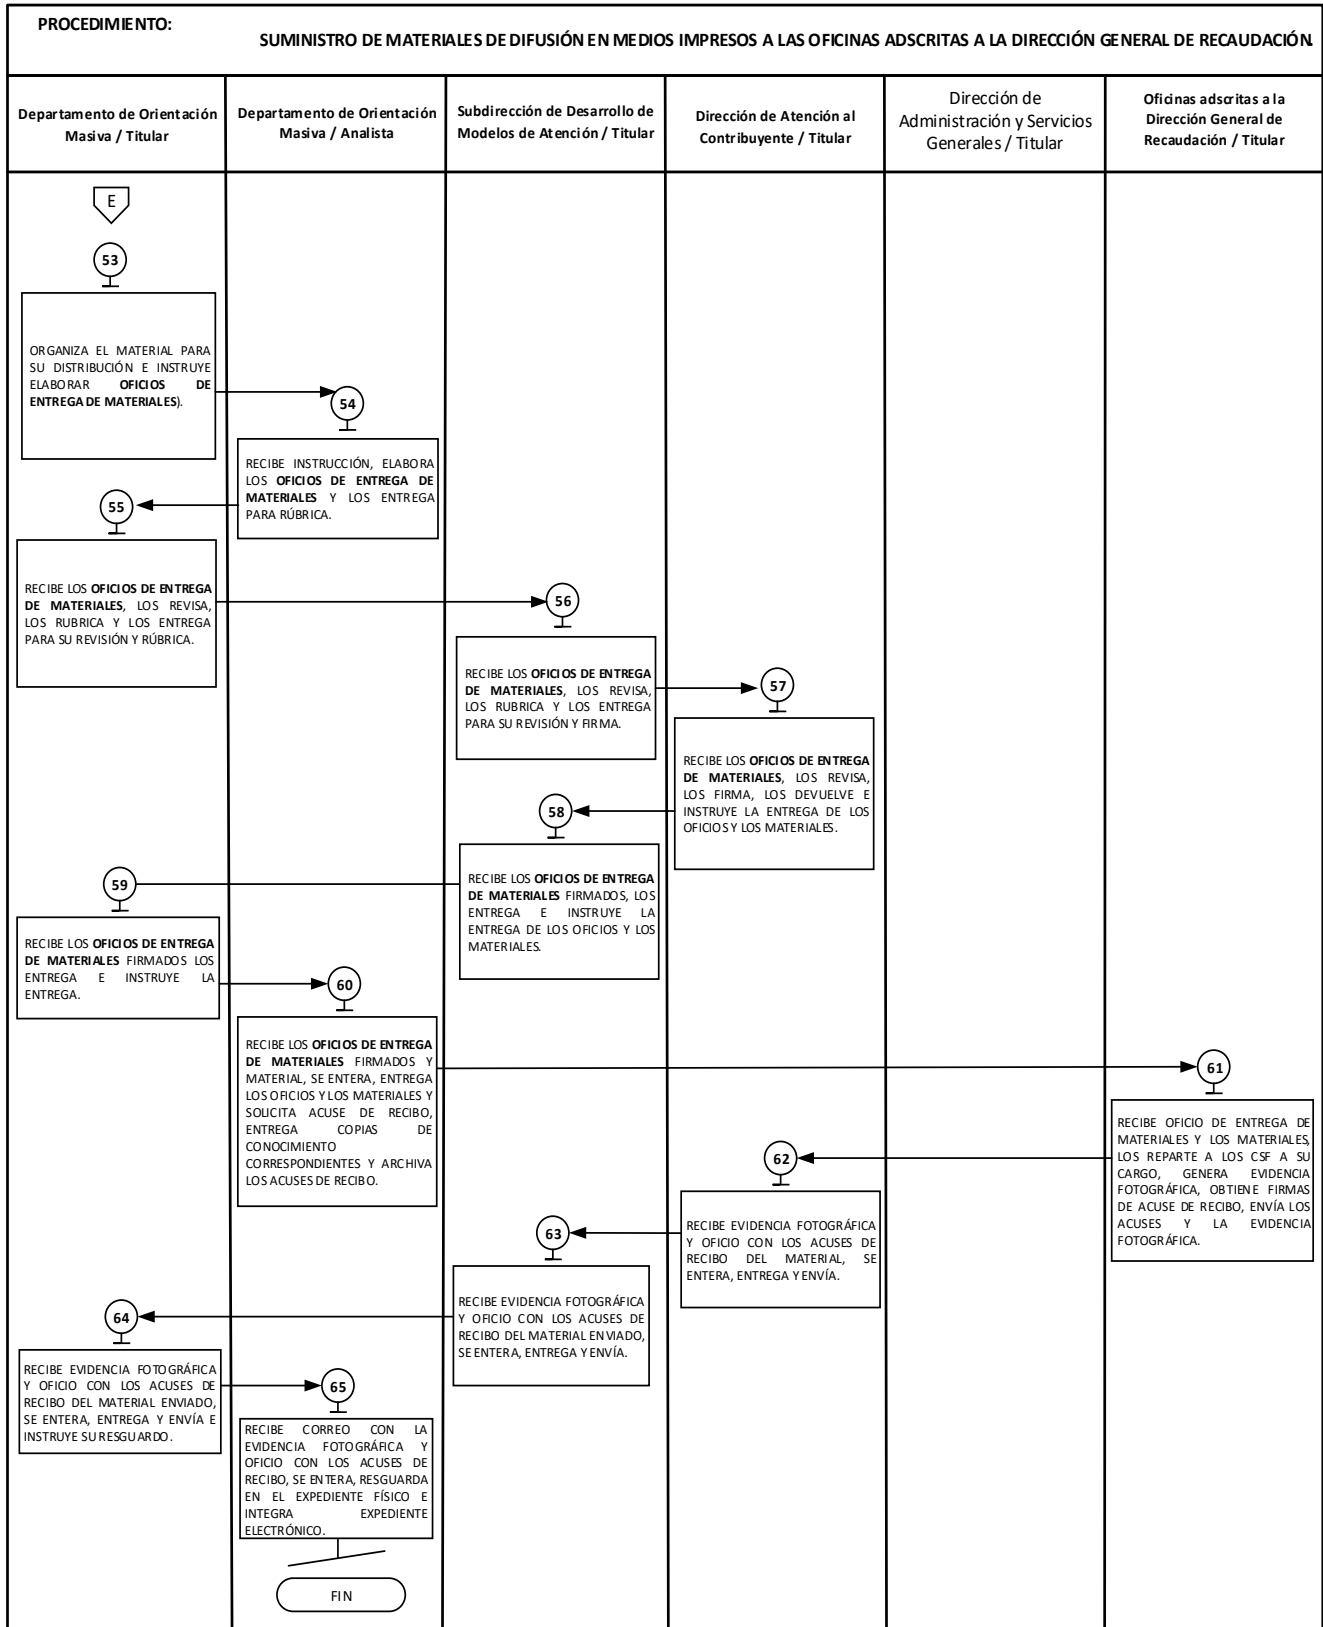 PROCEDIMIENTO:
SUMINISTRO DE MATERIALES DE DIFUSIÓN EN MEDIOS IMPRESOS A LAS OFICINAS ADSCRITAS A LA DIRECCIÓN GENERAL DE RECAUDACIÓN.
Departamento de Orientación
Masiva / Titular
Departamento de Orientación
Masiva / Analista
Subdirección de Desarrollo de
Modelos de Atención / Titular
Dirección de Atención al
Contribuyente / Titular
Dirección de
Administración y Servicios
Generales / Titular
Oficinas adscritas a la
Dirección General de
Recaudación / Titular
E
53
ORGANIZA EL MATERIAL PARA
SU DISTRIBUCIÓN E INSTRUYE
ELABORAR OFICIOS DE
ENTREGA DE MATERIALES).
54
RECIBE INSTRUCCIÓN, ELABORA
LOS OFICIOS DE ENTREGA DE
MATERIALES Y LOS ENTREGA
PARA RÚBRICA.
55
RECIBE LOS OFICIOS DE ENTREGA
DE MATERIALES, LOS REVISA,
LOS RUBRICA Y LOS ENTREGA
PARA SU REVISIÓN Y RÚBRICA.
56
RECIBE LOS OFICIOS DE ENTREGA
DE MATERIALES, LOS REVISA,
LOS RUBRICA Y LOS ENTREGA
PARA SU REVISIÓN Y FIRMA.
57
RECIBE LOS OFICIOS DE ENTREGA
DE MATERIALES, LOS REVISA,
LOS FIRMA, LOS DEVUELVE E
INSTRUYE LA ENTREGA DE LOS
OFICIOS Y LOS MATERIALES.
58
RECIBE LOS OFICIOS DE ENTREGA
DE MATERIALES FIRMADOS, LOS
ENTREGA E INSTRUYE LA
ENTREGA DE LOS OFICIOS Y LOS
MATERIALES.
59
RECIBE LOS OFICIOS DE ENTREGA
DE MATERIALES FIRMADOS LOS
ENTREGA E INSTRUYE LA
ENTREGA.
60
RECIBE LOS OFICIOS DE ENTREGA
DE MATERIALES FIRMADOS Y
MATERIAL, SE ENTERA, ENTREGA
LOS OFICIOS Y LOS MATERIALES Y
SOLICITA ACUSE DE RECIBO,
ENTREGA COPIAS DE
CONOCIMIENTO
CORRESPONDIENTES Y ARCHIVA
LOS ACUSES DE RECIBO.
61
RECIBE OFICIO DE ENTREGA DE
MATERIALES Y LOS MATERIALES,
LOS REPARTE A LOS CSF A SU
CARGO, GENERA EVIDENCIA
FOTOGRÁFICA, OBTIENE FIRMAS
DE ACUSE DE RECIBO, ENVÍA LOS
ACUSES Y LA EVIDENCIA
FOTOGRÁFICA.
62
RECIBE EVIDENCIA FOTOGRÁFICA
Y OFICIO CON LOS ACUSES DE
RECIBO DEL MATERIAL, SE
ENTERA, ENTREGA Y ENVÍA.
63
RECIBE EVIDENCIA FOTOGRÁFICA
Y OFICIO CON LOS ACUSES DE
RECIBO DEL MATERIAL ENVIADO,
SE ENTERA, ENTREGA Y ENVÍA.
64
RECIBE EVIDENCIA FOTOGRÁFICA
Y OFICIO CON LOS ACUSES DE
RECIBO DEL MATERIAL ENVIADO,
SE ENTERA, ENTREGA Y ENVÍA E
INSTRUYE SU RESGUARDO.
65
RECIBE CORREO CON LA
EVIDENCIA FOTOGRÁFICA Y
OFICIO CON LOS ACUSES DE
RECIBO, SE ENTERA, RESGUARDA
EN EL EXPEDIENTE FÍSICO E
INTEGRA EXPEDIENTE
ELECTRÓNICO.
FIN